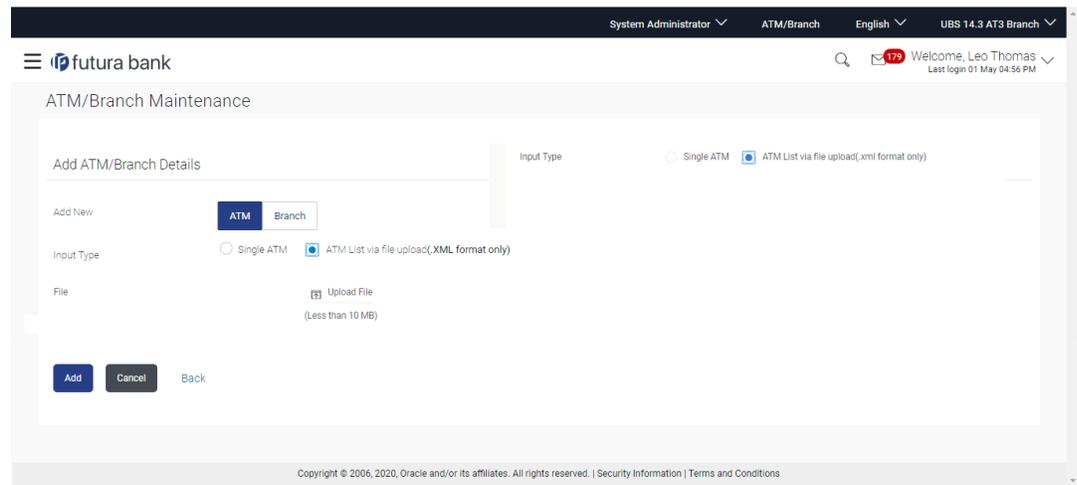 System Administrator ATM/Branch English UBS 14.3 AT3 Branch
futura bank 179 Welcome, Leo Thomas
Last login 01 May 04:56 PM
ATM/Branch Maintenance
Input Type Single ATM ATM List via file upload(.xml format only)
Add ATM/Branch Details
Add New ATM Branch
Input Type Single ATM ATM List via file upload(.XML format only)
File Upload File
(Less than 10 MB)
Add Cancel Back
Copyright © 2006, 2020, Oracle and/or its affiliates. All rights reserved. | Security Information | Terms and Conditions